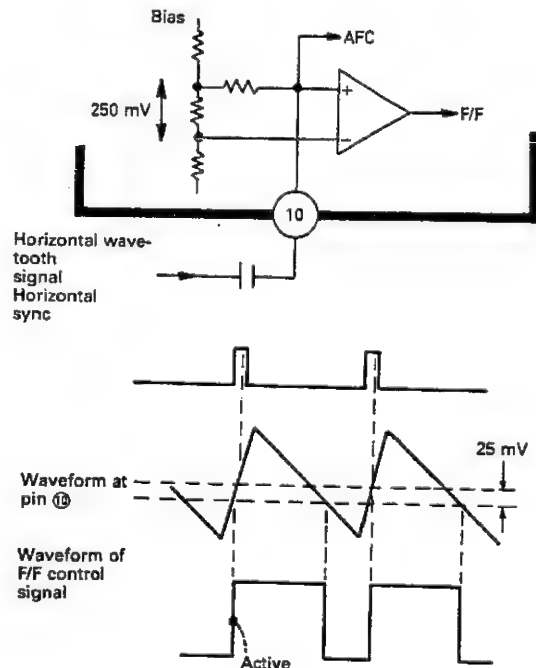 Bias
AFC
250 mV
+
F/F
−
10
Horizontal wave-
tooth
signal
Horizontal
sync
25 mV
Waveform at
pin ⑩
Waveform of
F/F control
signal
Active